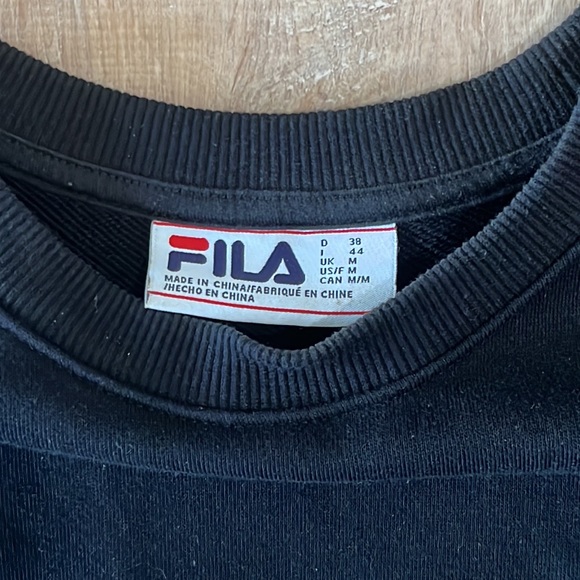 FILA
D 38
I 44
UK M
US/F M
CAN M/M
MADE IN CHINA/FABRIQUÉ EN CHINE
/HECHO EN CHINA